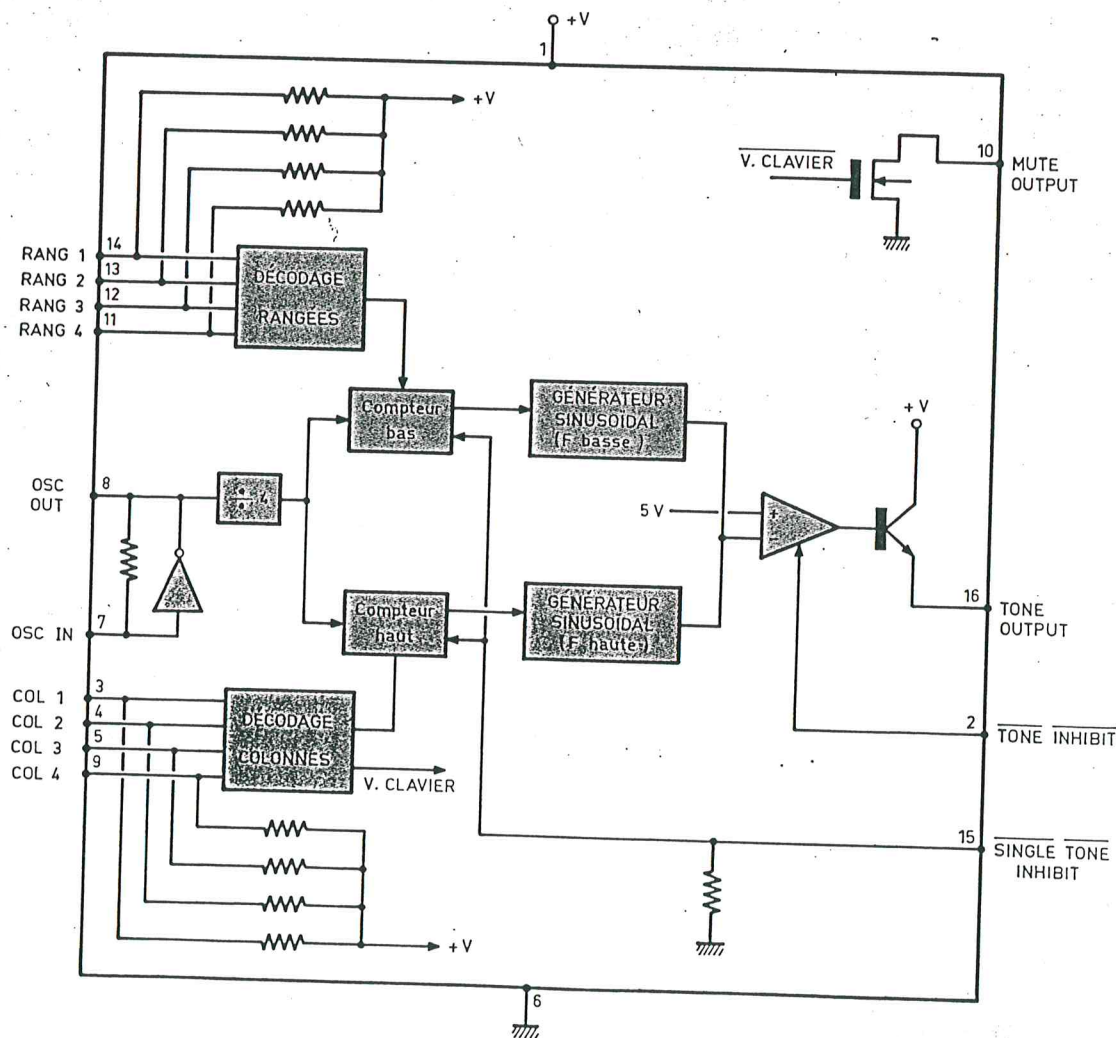 +V
1
+V
V. CLAVIER
10
MUTE
OUTPUT
RANG 1
14
RANG 2
13
RANG 3
12
RANG 4
11
DÉCODAGE
RANGÉES
Compteur
bas
GÉNÉRATEUR
SINUSOÏDAL
(F. basse)
+V
OSC
OUT
8
÷ 4
5 V
+
-
OSC IN
7
Compteur
haut
GÉNÉRATEUR
SINUSOÏDAL
(F. haute)
16
TONE
OUTPUT
COL 1
3
COL 2
4
COL 3
5
COL 4
9
DÉCODAGE
COLONNES
V. CLAVIER
2
TONE INHIBIT
15
SINGLE TONE
INHIBIT
+V
6